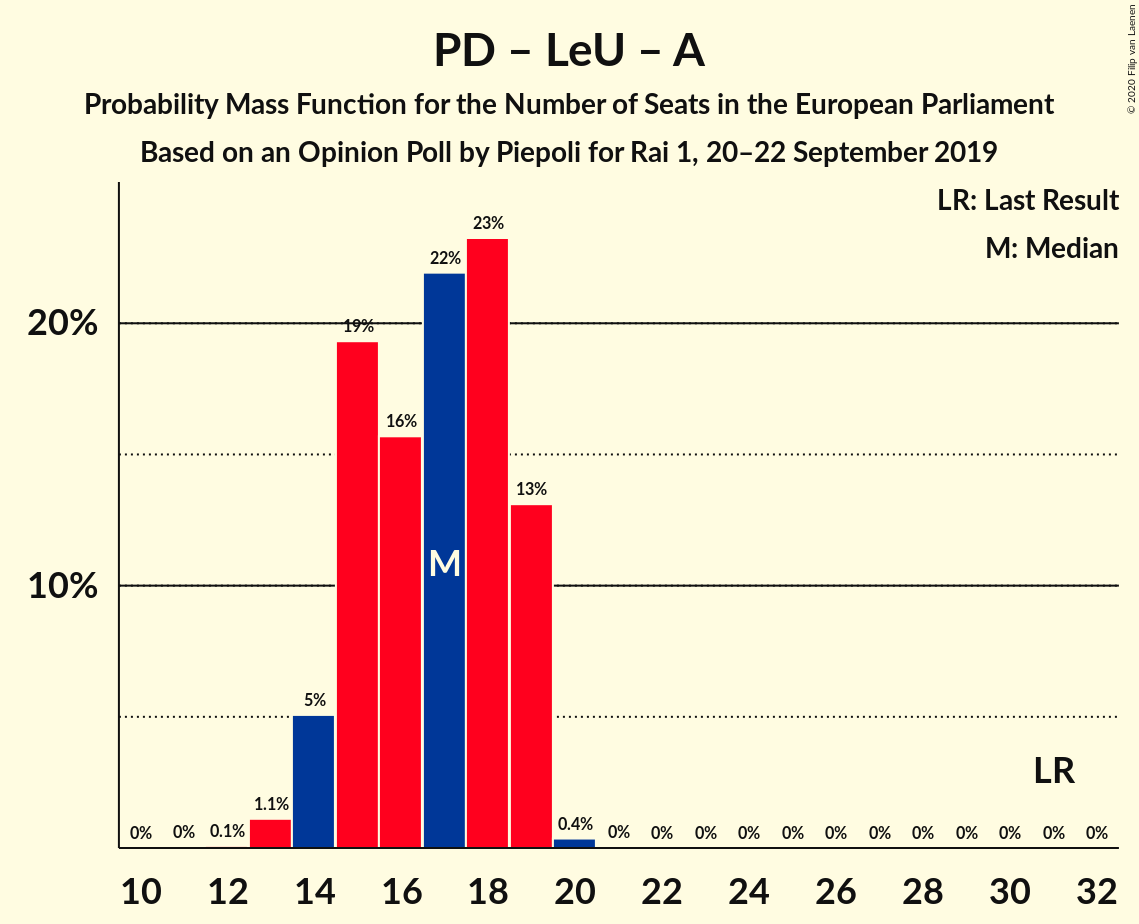 PD – LeU – A
Probability Mass Function for the Number of Seats in the European Parliament
Based on an Opinion Poll by Piepoli for Rai 1, 20–22 September 2019
© 2020 Filip van Laenen
LR: Last Result
M: Median
20%
10%
0% 0% 0.1% 1.1% 5% 19% 16% 22% 23% 13% 0.4% 0% 0% 0% 0% 0% 0% 0% 0% 0% 0% 0% 0%
M
LR
10 12 14 16 18 20 22 24 26 28 30 32